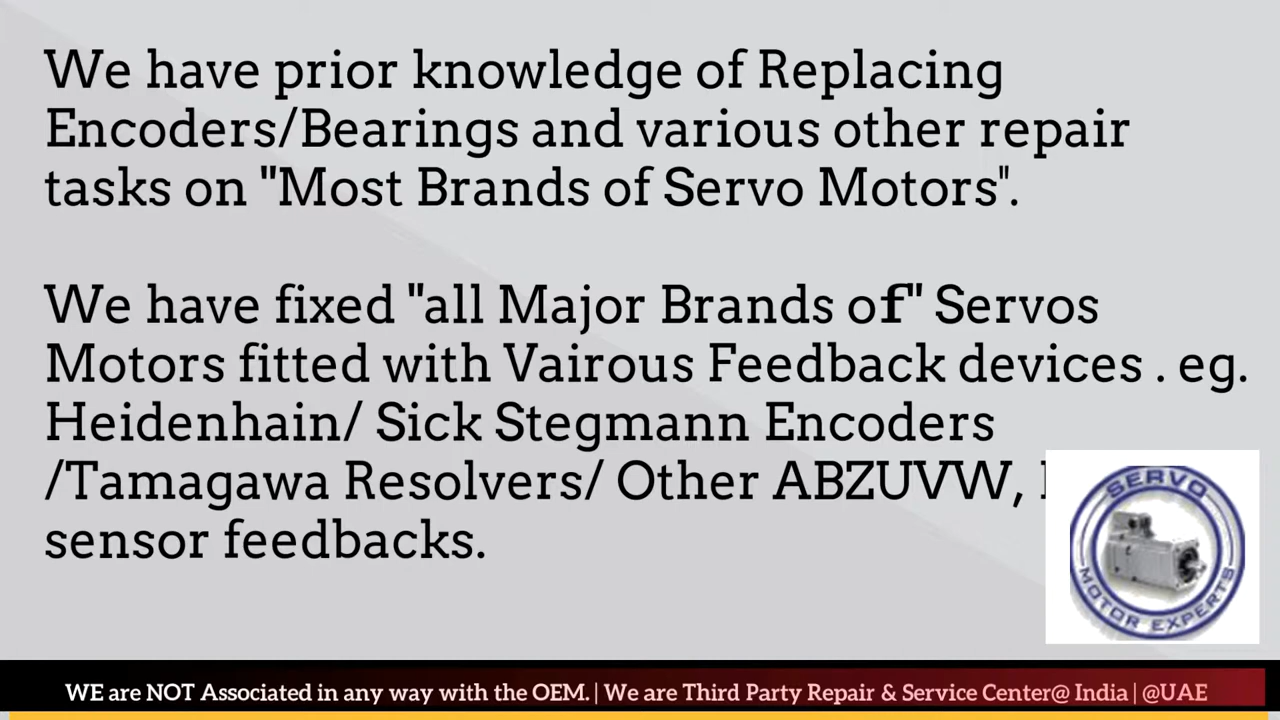 We have prior knowledge of Replacing
Encoders/Bearings and various other repair
tasks on "Most Brands of Servo Motors".
We have fixed "all Major Brands of" Servos
Motors fitted with Vairous Feedback devices . eg.
Heidenhain/ Sick Stegmann Encoders
/Tamagawa Resolvers/ Other ABZUVW,
sensor feedbacks.
SERVO
MOTOR EXPERTS
WE are NOT Associated in any way with the OEM. | We are Third Party Repair & Service Center@ India | @UAE